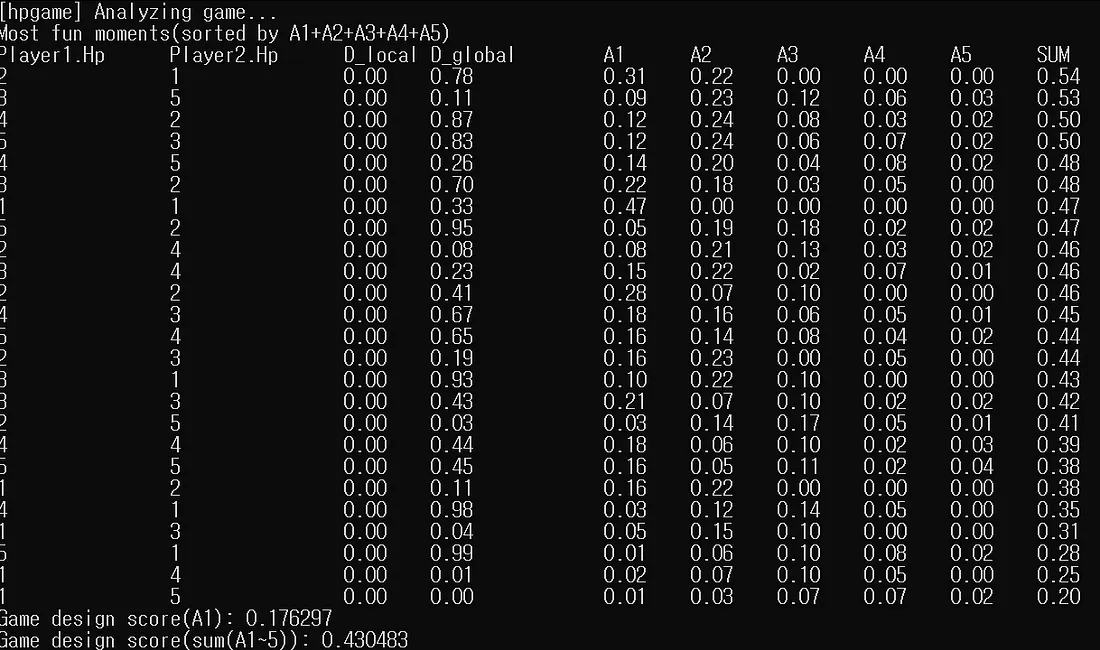 [hpgame] Analyzing game...
Most fun moments(sorted by A1+A2+A3+A4+A5)
Player1.Hp Player2.Hp D_local D_global A1 A2 A3 A4 A5 SUM
2 1 0.00 0.78 0.31 0.22 0.00 0.00 0.00 0.54
3 5 0.00 0.11 0.09 0.23 0.12 0.06 0.03 0.53
4 2 0.00 0.87 0.12 0.24 0.08 0.03 0.02 0.50
5 3 0.00 0.83 0.12 0.24 0.06 0.07 0.02 0.50
4 5 0.00 0.26 0.14 0.20 0.04 0.08 0.02 0.48
3 2 0.00 0.70 0.22 0.18 0.03 0.05 0.00 0.48
1 1 0.00 0.33 0.47 0.00 0.00 0.00 0.00 0.47
5 2 0.00 0.95 0.05 0.19 0.18 0.02 0.02 0.47
2 4 0.00 0.08 0.08 0.21 0.13 0.03 0.02 0.46
3 4 0.00 0.23 0.15 0.22 0.02 0.07 0.01 0.46
2 2 0.00 0.41 0.28 0.07 0.10 0.00 0.00 0.46
4 3 0.00 0.67 0.18 0.16 0.06 0.05 0.01 0.45
5 4 0.00 0.65 0.16 0.14 0.08 0.04 0.02 0.44
2 3 0.00 0.19 0.16 0.23 0.00 0.05 0.00 0.44
3 1 0.00 0.93 0.10 0.22 0.10 0.00 0.00 0.43
3 3 0.00 0.43 0.21 0.07 0.10 0.02 0.02 0.42
2 5 0.00 0.03 0.03 0.14 0.17 0.05 0.01 0.41
4 4 0.00 0.44 0.18 0.06 0.10 0.02 0.03 0.39
5 5 0.00 0.45 0.16 0.05 0.11 0.02 0.04 0.38
1 2 0.00 0.11 0.16 0.22 0.00 0.00 0.00 0.38
4 1 0.00 0.98 0.03 0.12 0.14 0.05 0.00 0.35
1 3 0.00 0.04 0.05 0.15 0.10 0.00 0.00 0.31
5 1 0.00 0.99 0.01 0.06 0.10 0.08 0.02 0.28
1 4 0.00 0.01 0.02 0.07 0.10 0.05 0.00 0.25
1 5 0.00 0.00 0.01 0.03 0.07 0.07 0.02 0.20
Game design score(A1): 0.176297
Game design score(sum(A1~5)): 0.430483